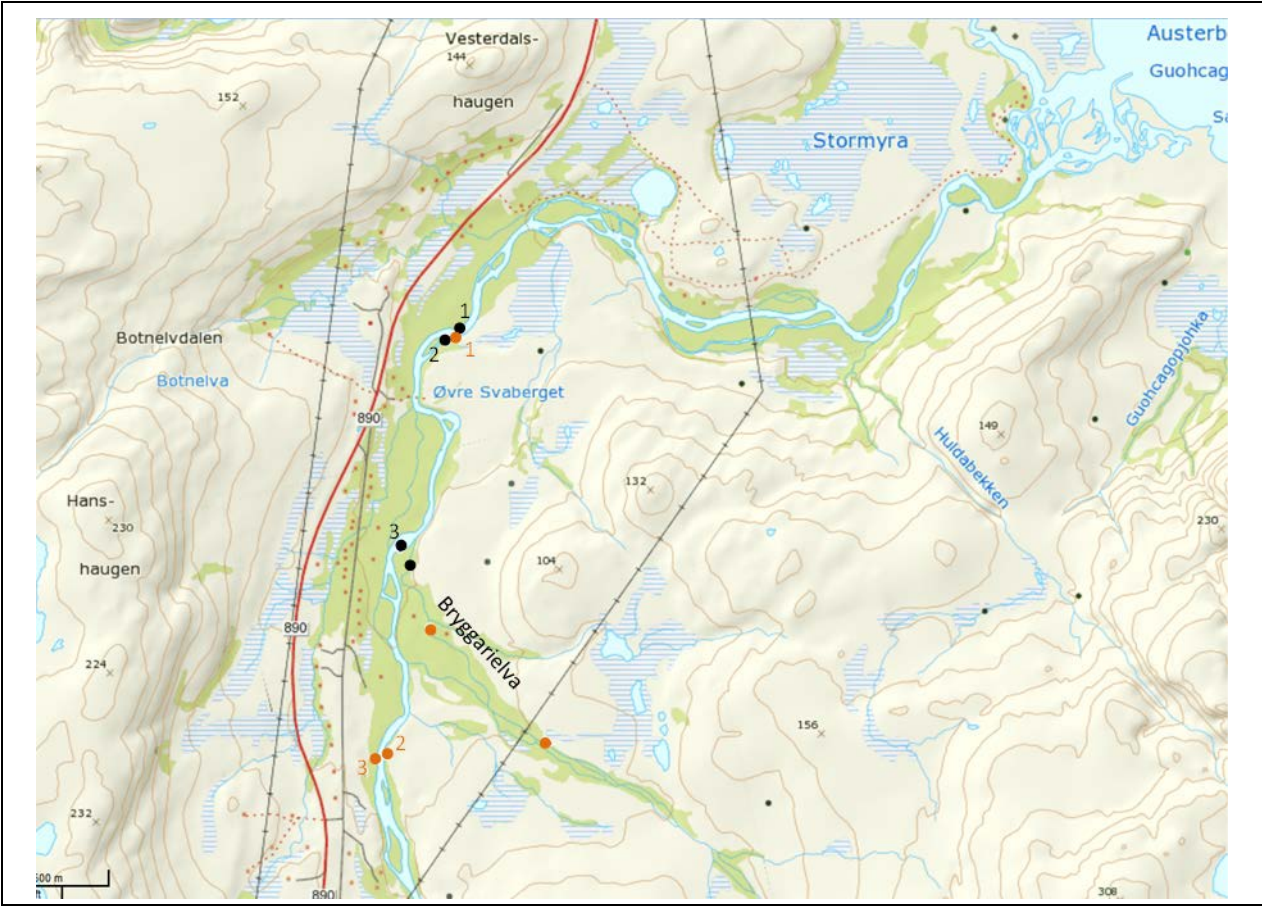 Vesterdals-
144
haugen
152
Austerb
Guohcag
Sa
Stormyra
1
2
1
Botnelvdalen
Botnelva
Øvre Svaberget
Guohcagopjohka
890
149
Huldabekken
132
Hans-
230
haugen
230
3
104
Bryggarielva
890
224
156
2
3
232
500 m
ft
890
308